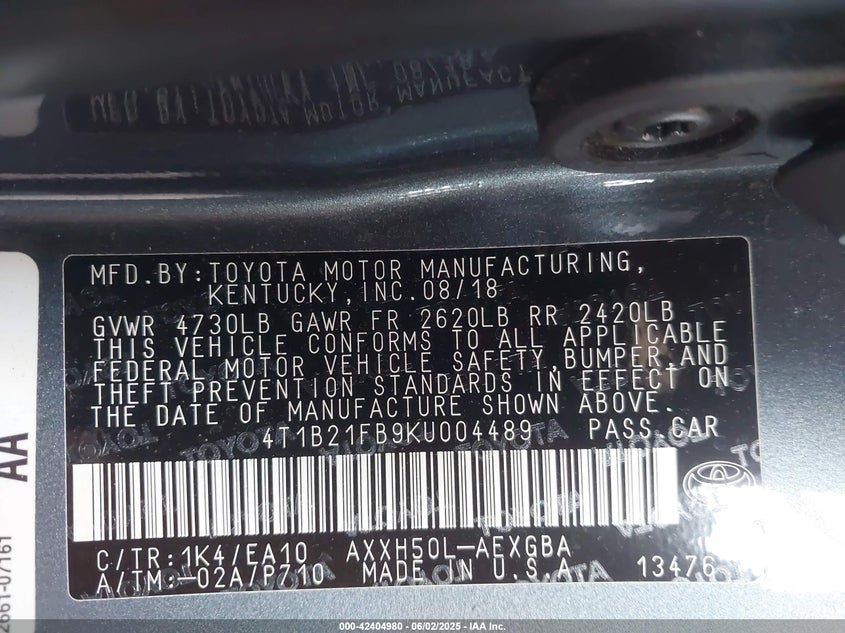 MFD.BY:TOYOTA MOTOR MANUFACTURING,
KENTUCKY,INC.08/18
GVWR 4730LB GAWR FR 2620LB RR 2420LB
THIS VEHICLE CONFORMS TO ALL APPLICABLE
FEDERAL MOTOR VEHICLE SAFETY,BUMPER,AND
THEFT PREVENTION STANDARDS IN EFFECT ON
THE DATE OF MANUFACTURE SHOWN ABOVE.
4T1B21FB9KU004489 PASS.CAR
C/TR:1K4/EA10 AXXH50L-AEXGBA
A/TM:-02A/P710 MADE IN U.S.A 13476
AA
2661-07161
000-42404980 - 06/02/2025 - IAA Inc.